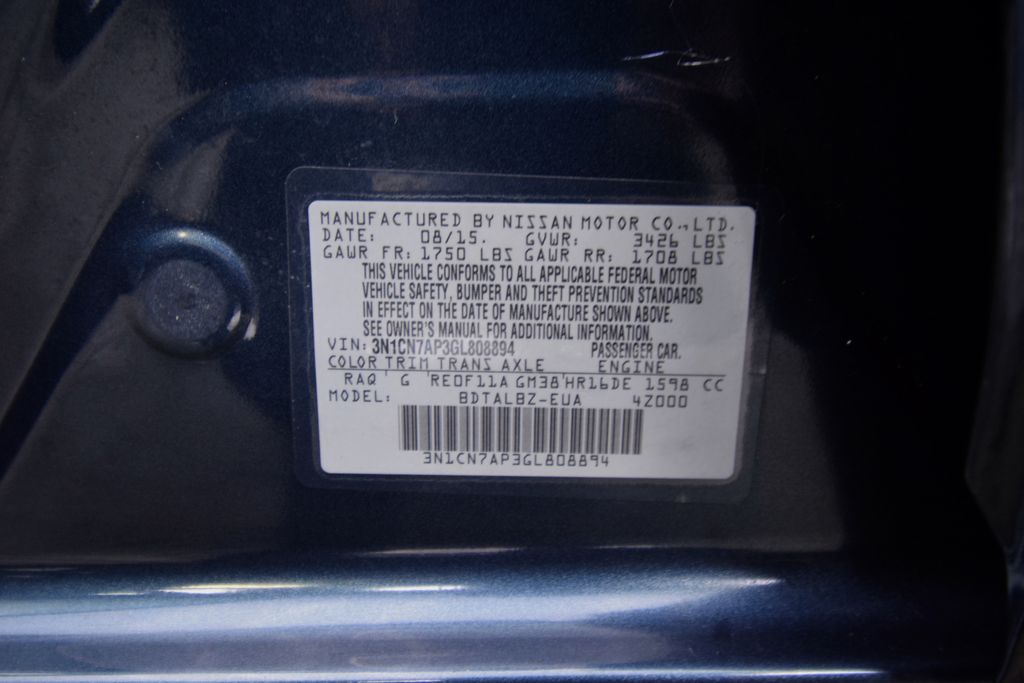 MANUFACTURED BY NISSAN MOTOR CO., LTD.
DATE: 08/15. GVWR: 3426 LBS
GAWR FR: 1750 LBS GAWR RR: 1708 LBS
THIS VEHICLE CONFORMS TO ALL APPLICABLE FEDERAL MOTOR
VEHICLE SAFETY, BUMPER AND THEFT PREVENTION STANDARDS
IN EFFECT ON THE DATE OF MANUFACTURE SHOWN ABOVE.
SEE OWNER'S MANUAL FOR ADDITIONAL INFORMATION.
VIN: 3N1CN7AP3GL808894 PASSENGER CAR.
COLOR TRIM TRANS AXLE ENGINE
RAQ ' G 'RE0F11A GM38'HR16DE 1598 CC
MODEL: BDTALBZ-EUA 4Z000
3N1CN7AP3GL808894